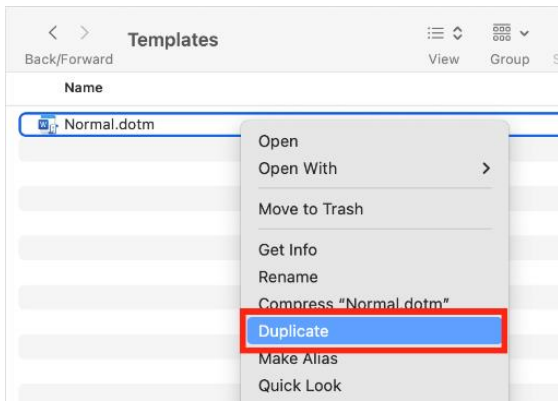 Templates
Back/Forward
View
Group
Name
Normal.dotm
Open
Open With
Move to Trash
Get Info
Rename
Compress “Normal.dotm”
Duplicate
Make Alias
Quick Look